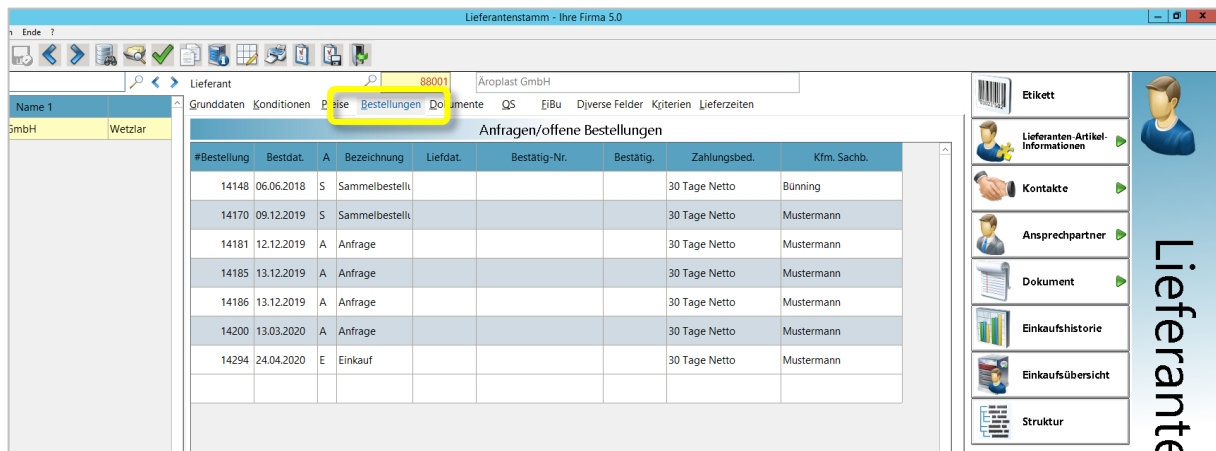 Lieferantenstamm - Ihre Firma 5.0
Ende ?
Lieferant 88001 Äroplast GmbH
Grunddaten Konditionen Preise Bestellungen Dokumente QS FiBu Diverse Felder Kriterien Lieferzeiten
Name 1
GmbH Wetzlar
Anfragen/offene Bestellungen
#Bestellung Bestdat. A Bezeichnung Liefdat. Bestätig-Nr. Bestätig. Zahlungsbed. Kfm. Sachb.
14148 06.06.2018 S Sammelbestellu 30 Tage Netto Bünning
14170 09.12.2019 S Sammelbestellu 30 Tage Netto Mustermann
14181 12.12.2019 A Anfrage 30 Tage Netto Mustermann
14185 13.12.2019 A Anfrage 30 Tage Netto Mustermann
14186 13.12.2019 A Anfrage 30 Tage Netto Mustermann
14200 13.03.2020 A Anfrage 30 Tage Netto Mustermann
14294 24.04.2020 E Einkauf 30 Tage Netto Mustermann
Etikett
Lieferanten-Artikel-
Informationen
Kontakte
Ansprechpartner
Dokument
Einkaufshistorie
Einkaufsübersicht
Struktur
Lieferante